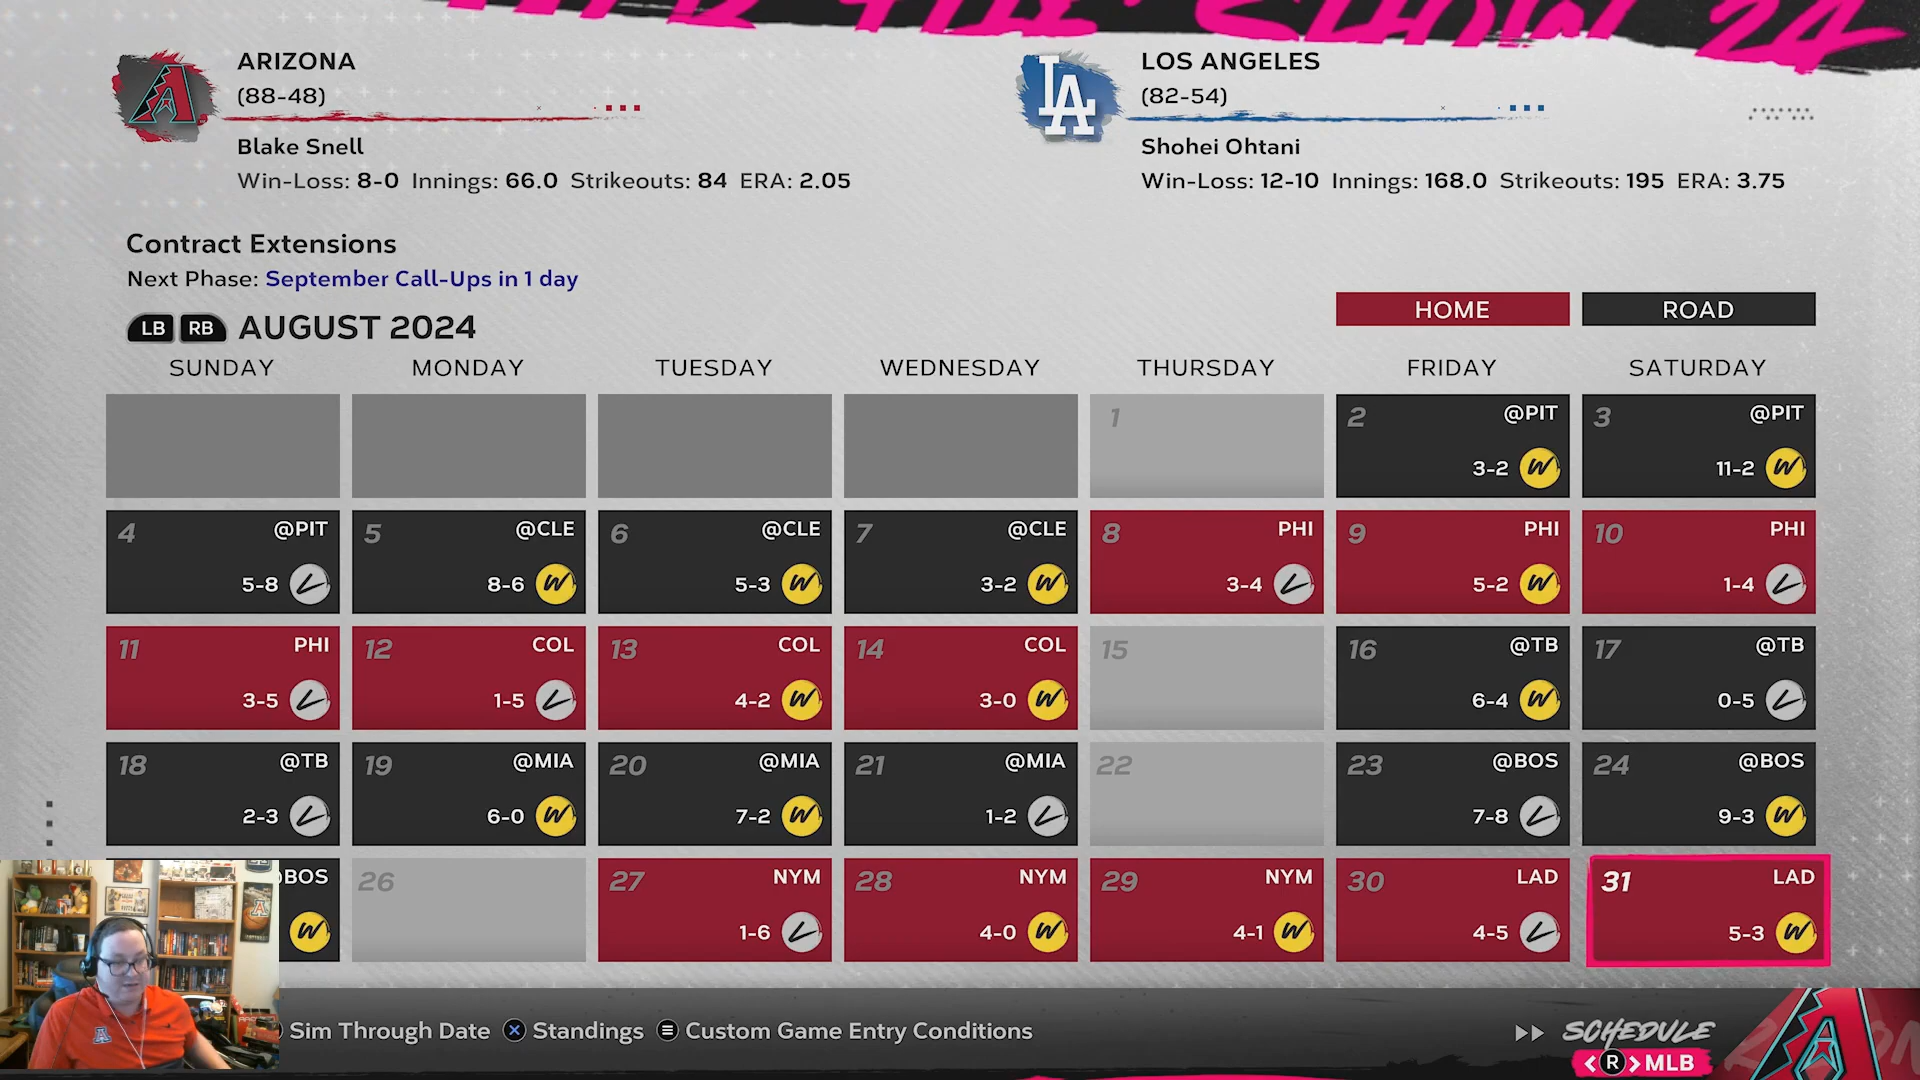 THE SHOW 24
ARIZONA
(88-48)
Blake Snell
Win-Loss: 8-0 Innings: 66.0 Strikeouts: 84 ERA: 2.05
LOS ANGELES
(82-54)
Shohei Ohtani
Win-Loss: 12-10 Innings: 168.0 Strikeouts: 195 ERA: 3.75
Contract Extensions
Next Phase: September Call-Ups in 1 day
LB RB AUGUST 2024
HOME ROAD
SUNDAY MONDAY TUESDAY WEDNESDAY THURSDAY FRIDAY SATURDAY
1 2 @PIT 3 @PIT
3-2 W 11-2 W
4 @PIT 5 @CLE 6 @CLE 7 @CLE 8 PHI 9 PHI 10 PHI
5-8 L 8-6 W 5-3 W 3-2 W 3-4 L 5-2 W 1-4 L
11 PHI 12 COL 13 COL 14 COL 15 16 @TB 17 @TB
3-5 L 1-5 L 4-2 W 3-0 W 6-4 W 0-5 L
18 @TB 19 @MIA 20 @MIA 21 @MIA 22 23 @BOS 24 @BOS
2-3 L 6-0 W 7-2 W 1-2 L 7-8 L 9-3 W
@BOS 26 27 NYM 28 NYM 29 NYM 30 LAD 31 LAD
W 1-6 L 4-0 W 4-1 W 4-5 L 5-3 W
Sim Through Date X Standings Custom Game Entry Conditions
SCHEDULE
R MLB